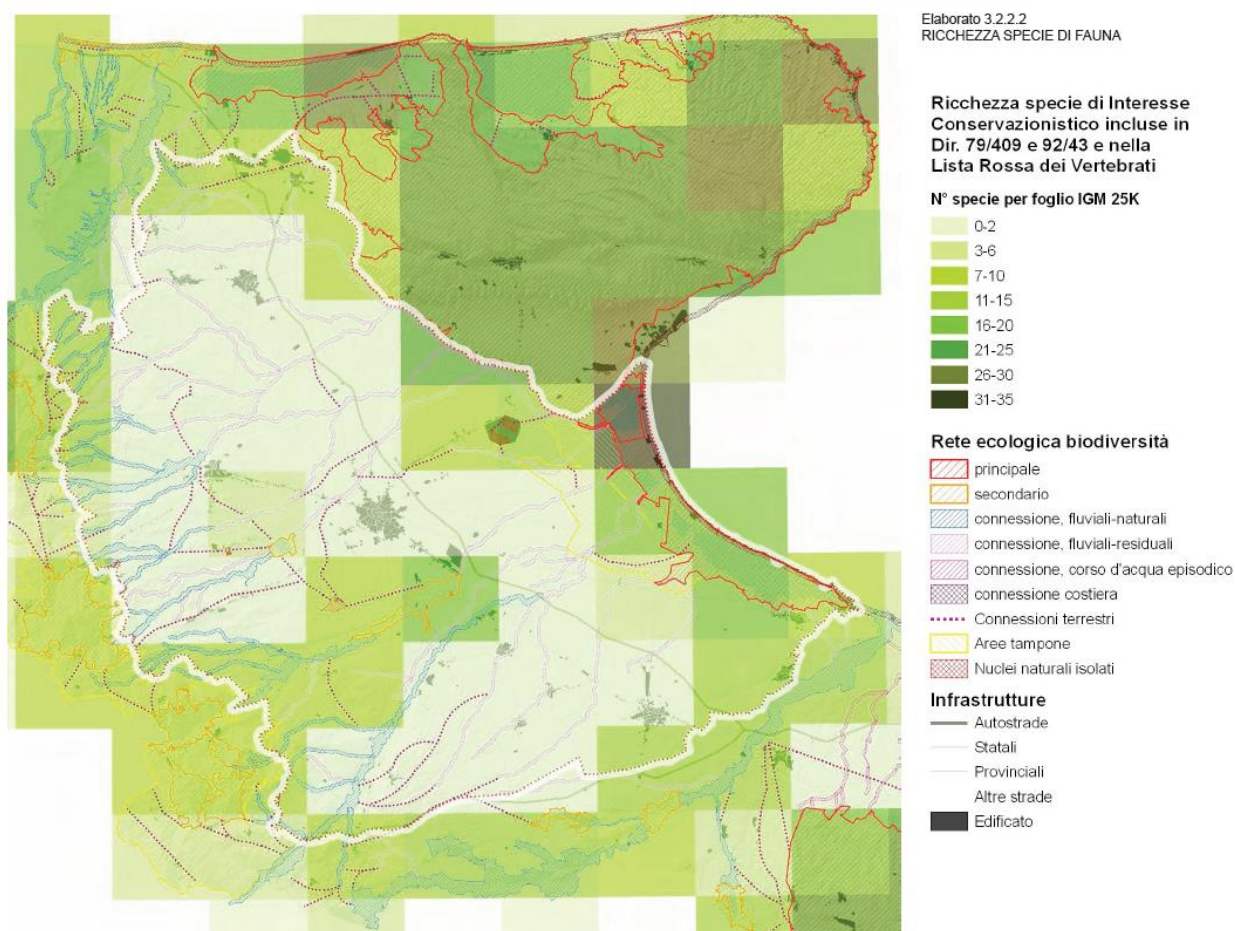 Elaborato 3.2.2.2
RICCHEZZA SPECIE DI FAUNA
Ricchezza specie di Interesse
Conservazionistico incluse in
Dir. 79/409 e 92/43 e nella
Lista Rossa dei Vertebrati
N° specie per foglio IGM 25K
0-2
3-6
7-10
11-15
16-20
21-25
26-30
31-35
Rete ecologica biodiversità
principale
secondario
connessione, fluviali-naturali
connessione, fluviali-residuali
connessione, corso d'acqua episodico
connessione costiera
Connessioni terrestri
Aree tampone
Nuclei naturali isolati
Infrastrutture
Autostrade
Statali
Provinciali
Altre strade
Edificato